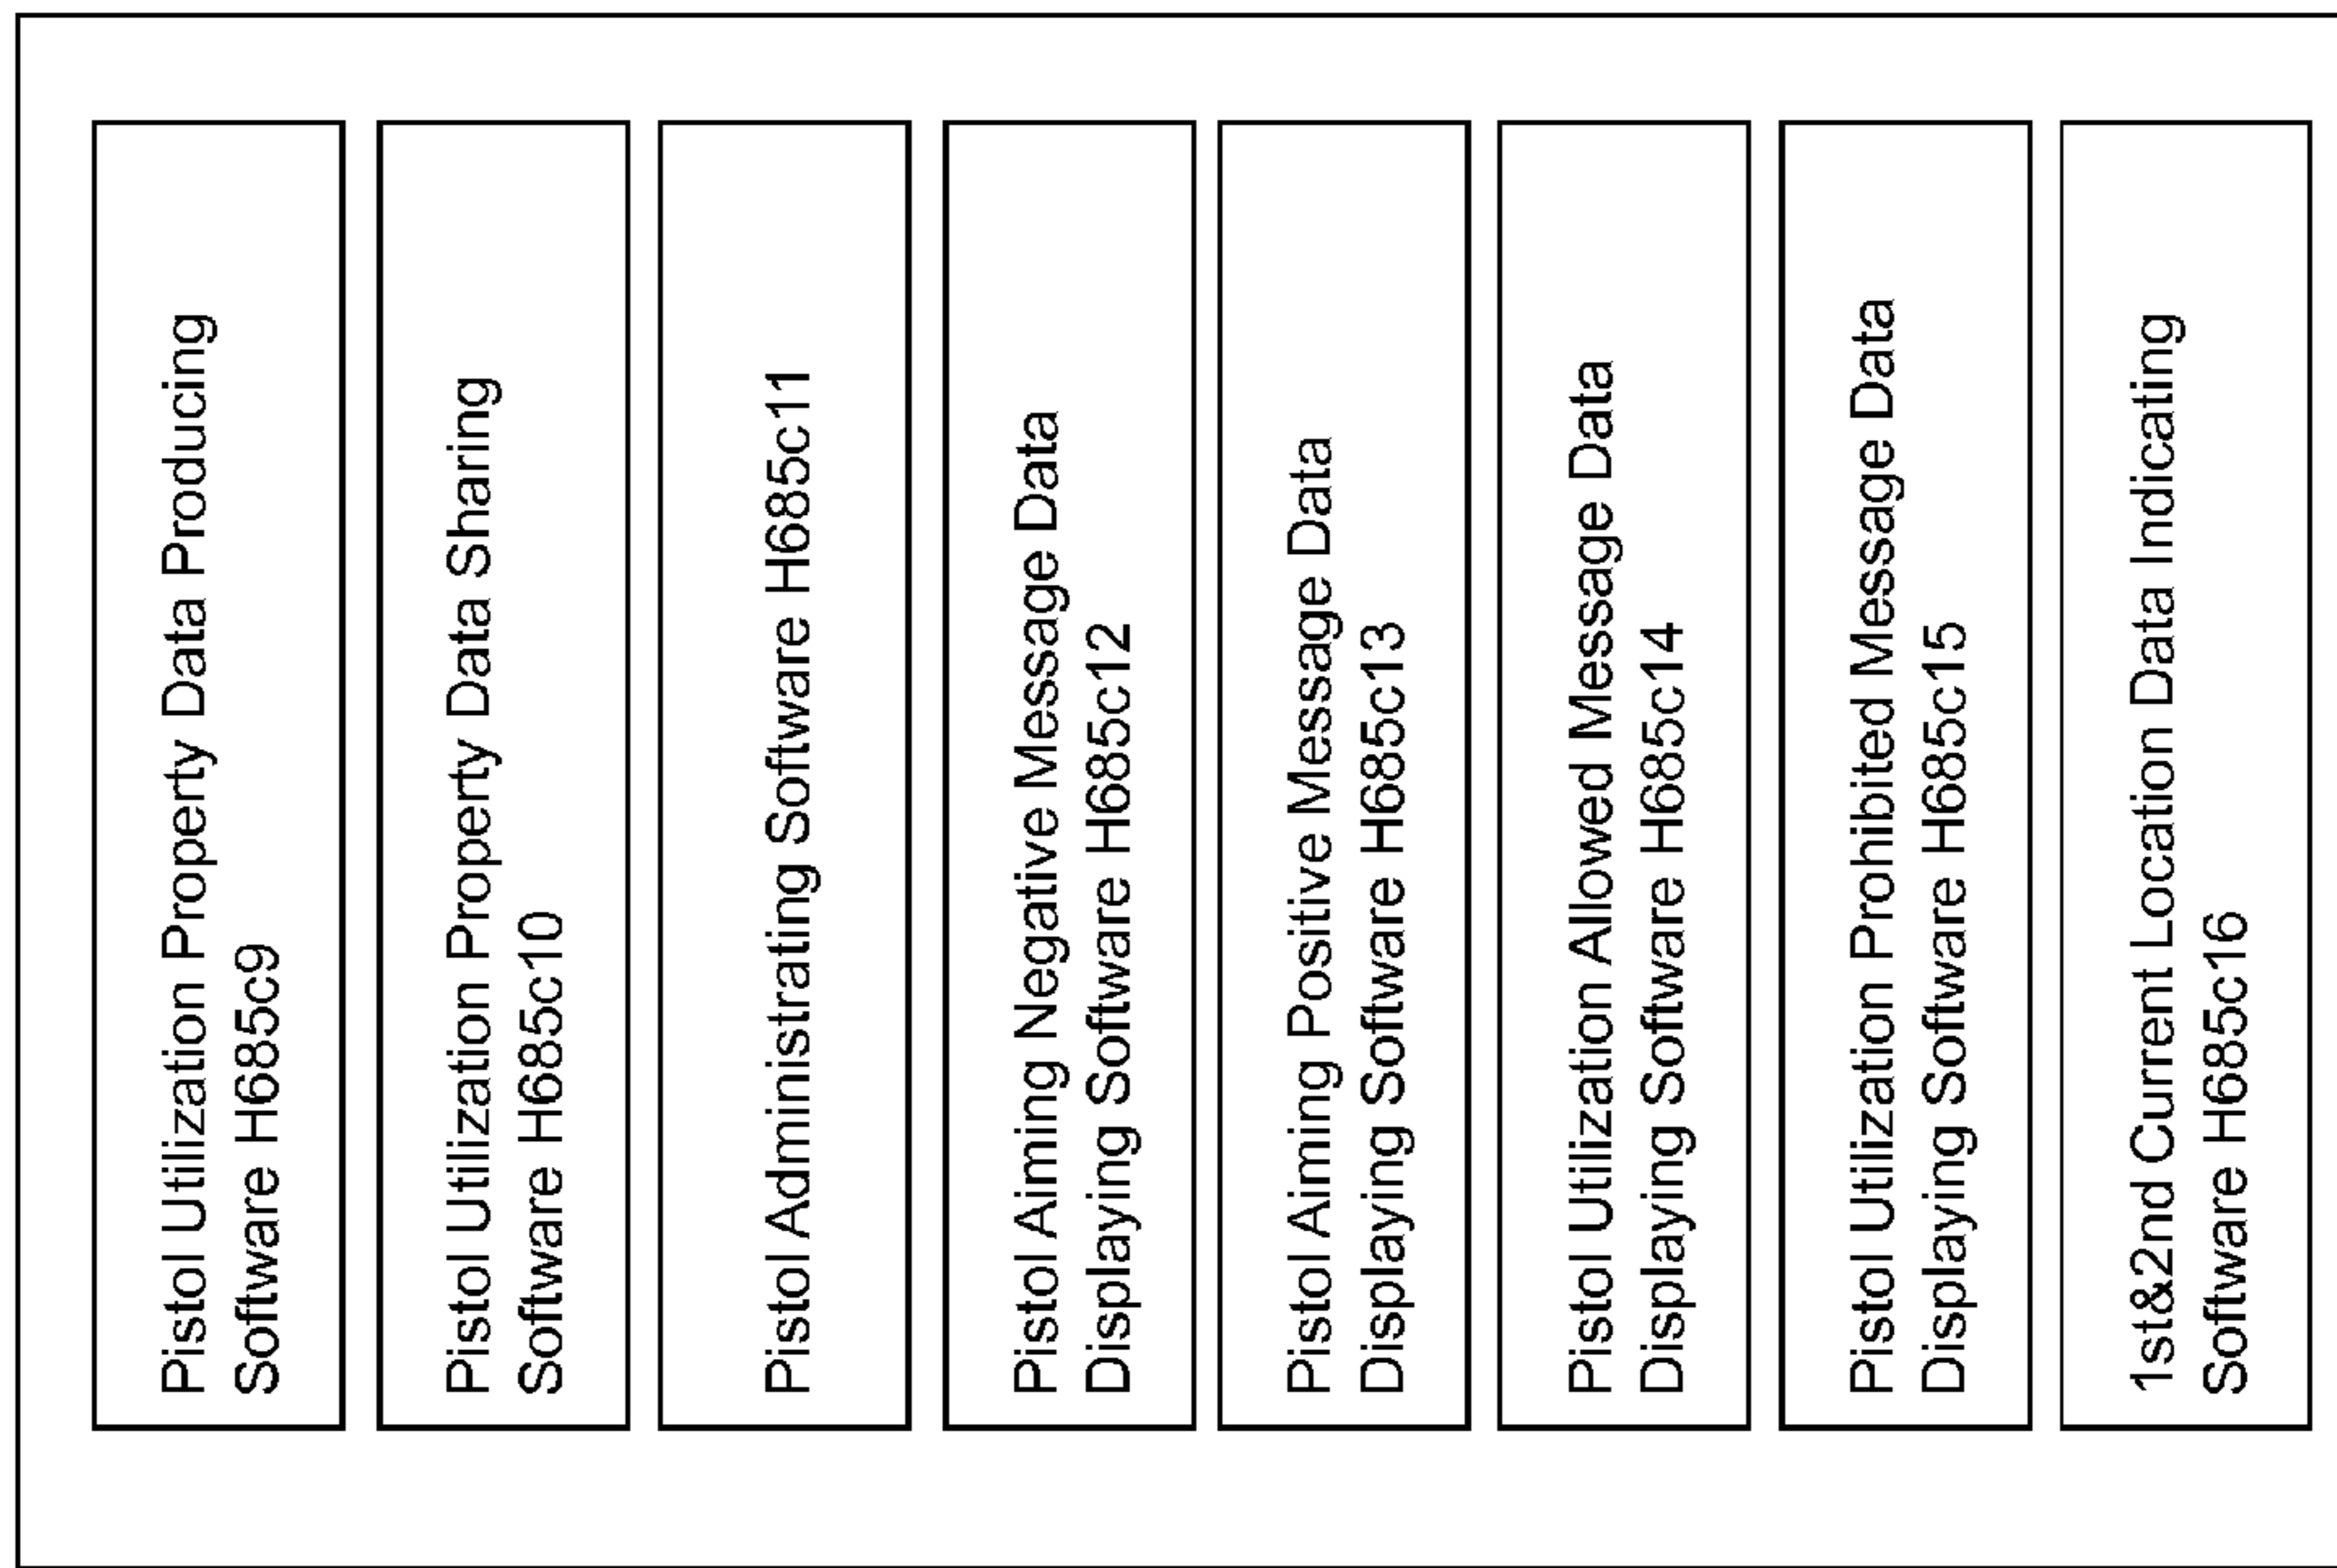 Pistol Utilization Property Data Producing
Software H685c9
Pistol Utilization Property Data Sharing
Software H685c10
Pistol Administrating Software H685c11
Pistol Aiming Negative Message Data
Displaying Software H685c12
Pistol Aiming Positive Message Data
Displaying Software H685c13
Pistol Utilization Allowed Message Data
Displaying Software H685c14
Pistol Utilization Prohibited Message Data
Displaying Software H685c15
1st&2nd Current Location Data Indicating
Software H685c16